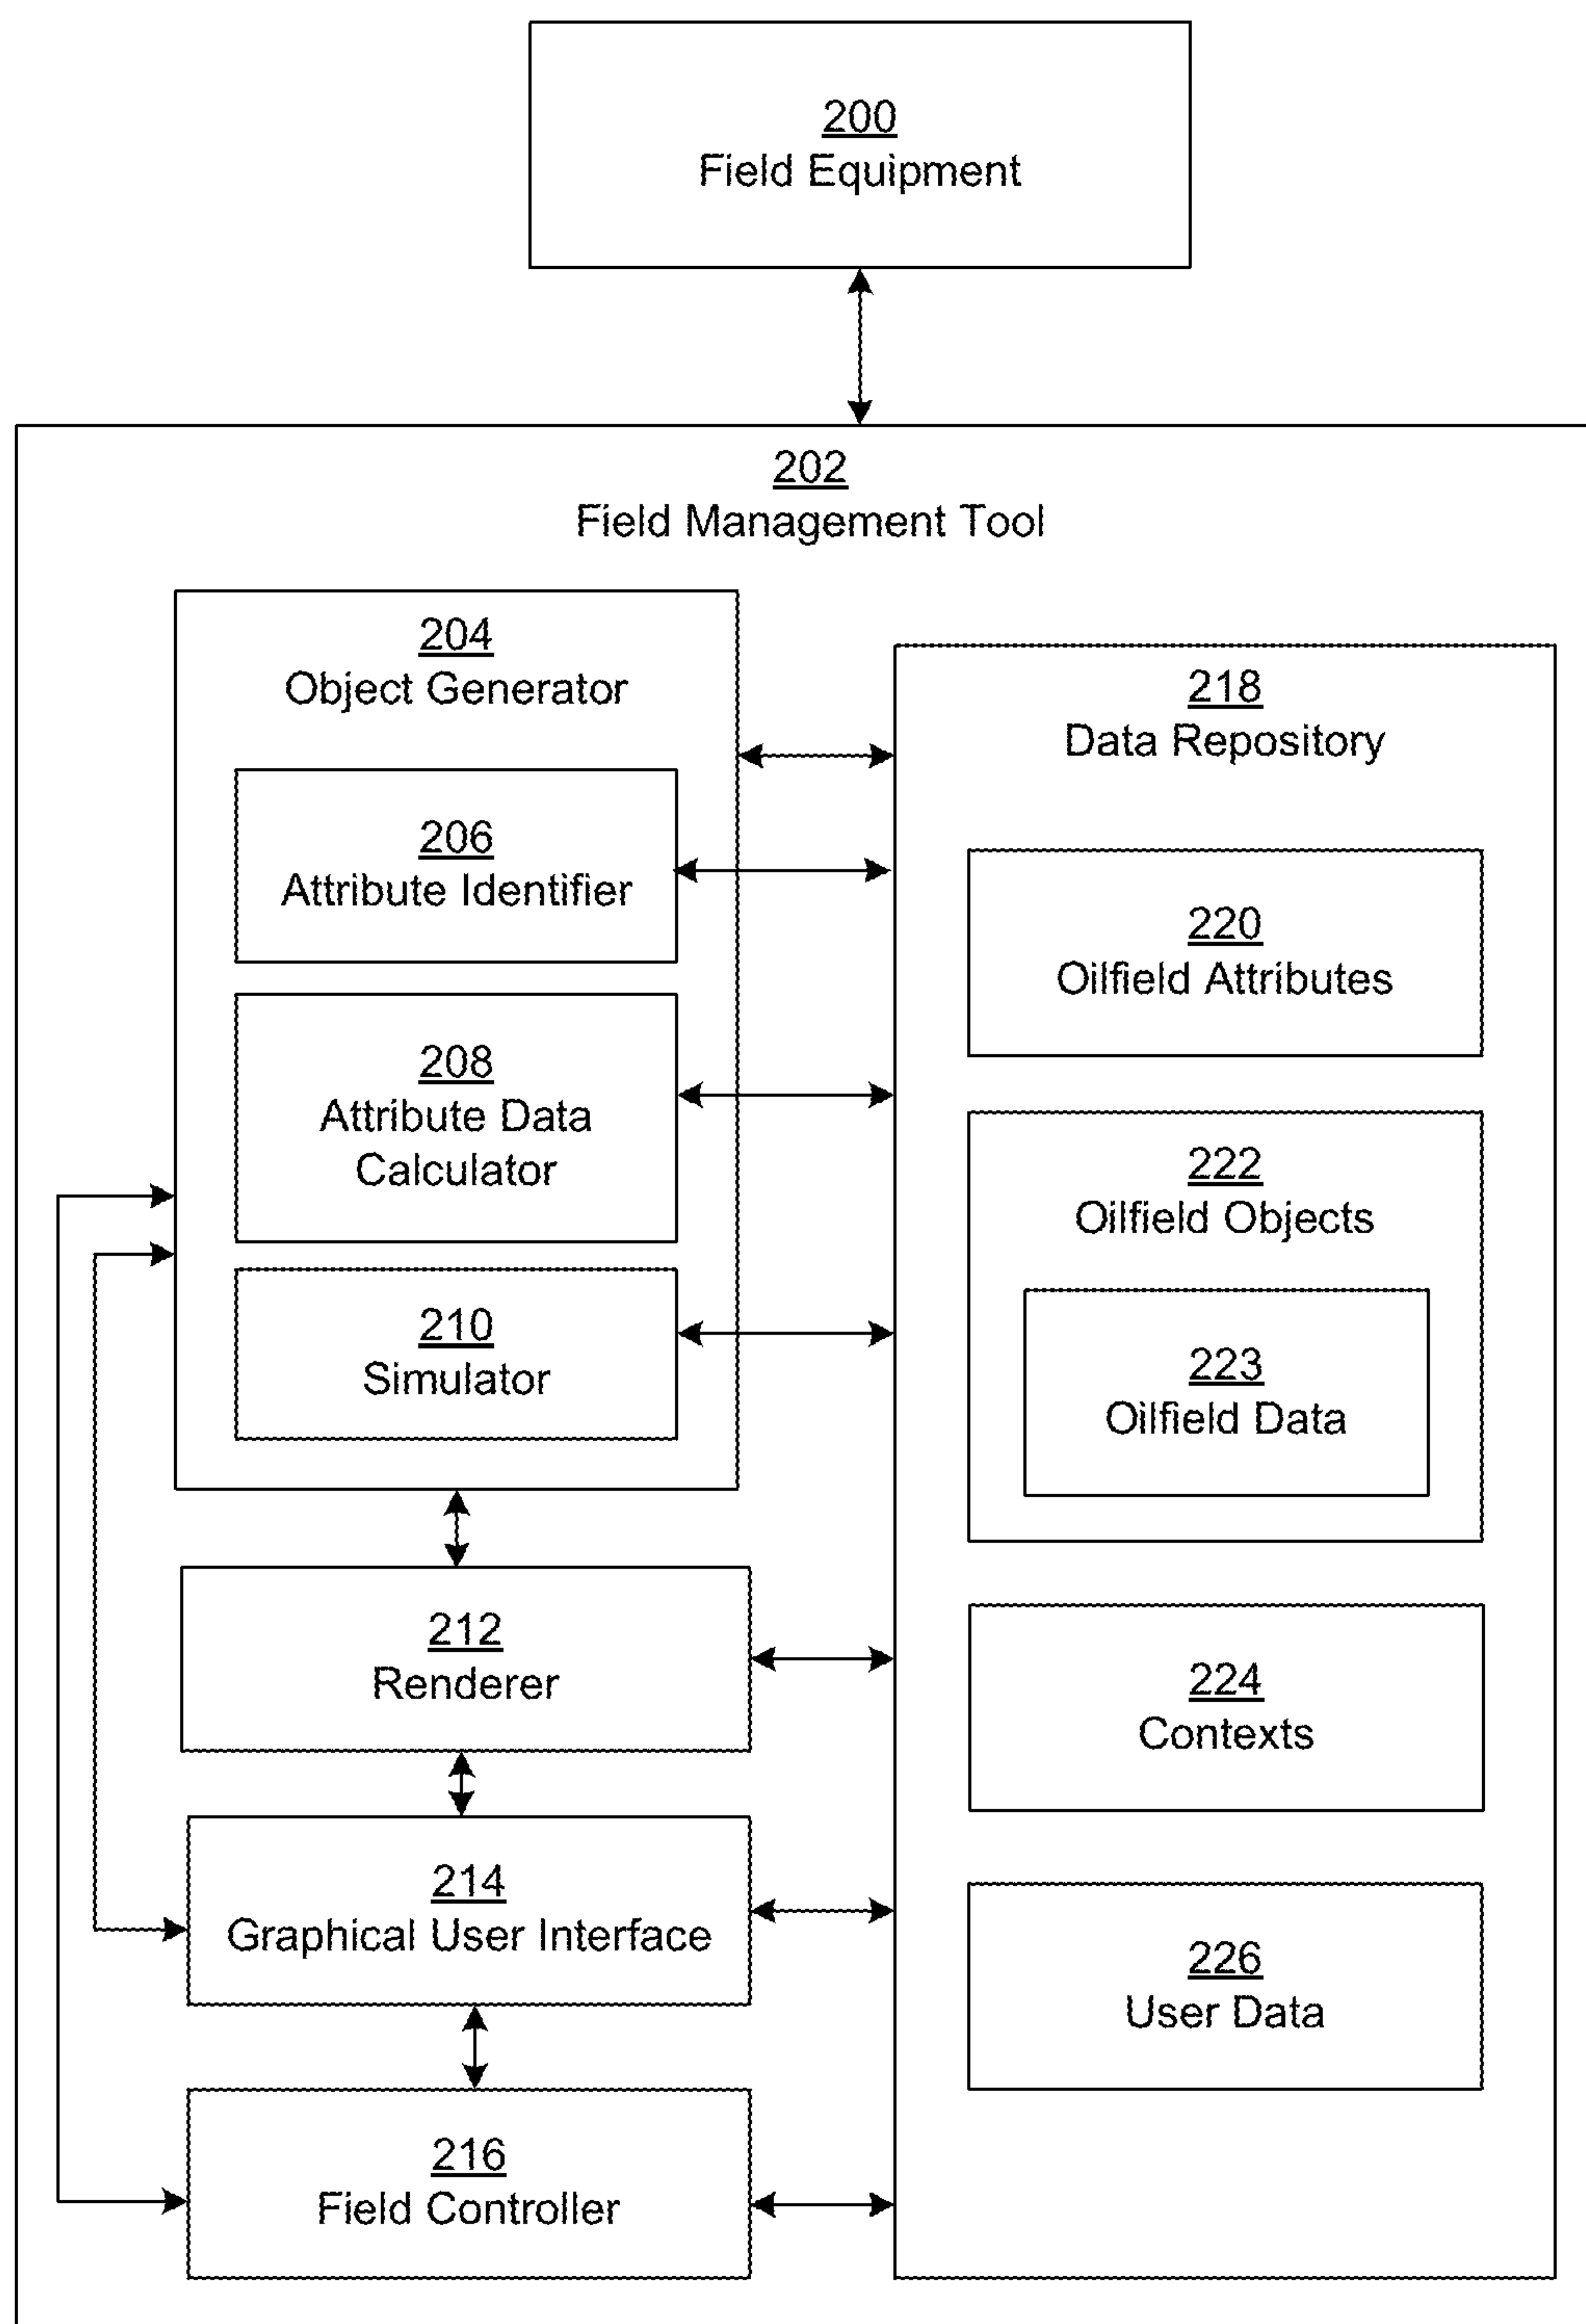 200
Field Equipment
202
Field Management Tool
204
Object Generator
206
Attribute Identifier
208
Attribute Data
Calculator
210
Simulator
212
Renderer
214
Graphical User Interface
216
Field Controller
218
Data Repository
220
Oilfield Attributes
222
Oilfield Objects
223
Oilfield Data
224
Contexts
226
User Data